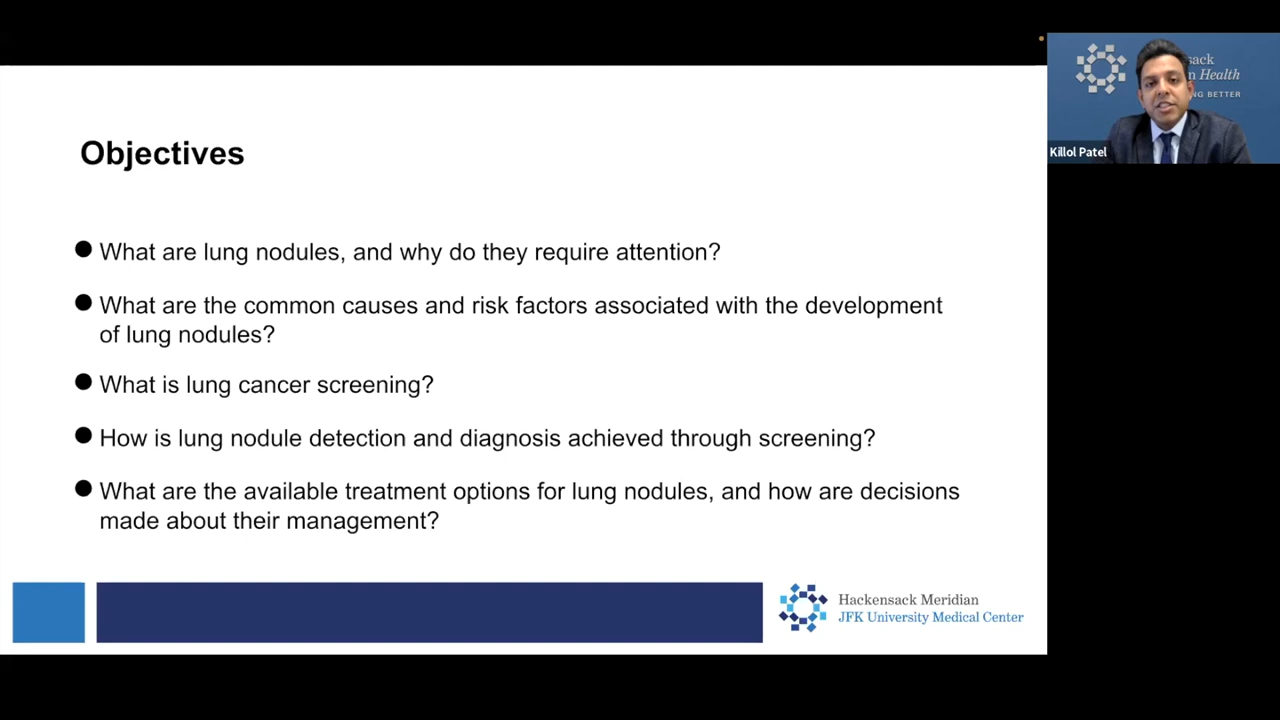 Objectives
What are lung nodules, and why do they require attention?
What are the common causes and risk factors associated with the development
of lung nodules?
What is lung cancer screening?
How is lung nodule detection and diagnosis achieved through screening?
What are the available treatment options for lung nodules, and how are decisions
made about their management?
Hackensack Meridian
JFK University Medical Center
Health
BETTER
Killol Patel